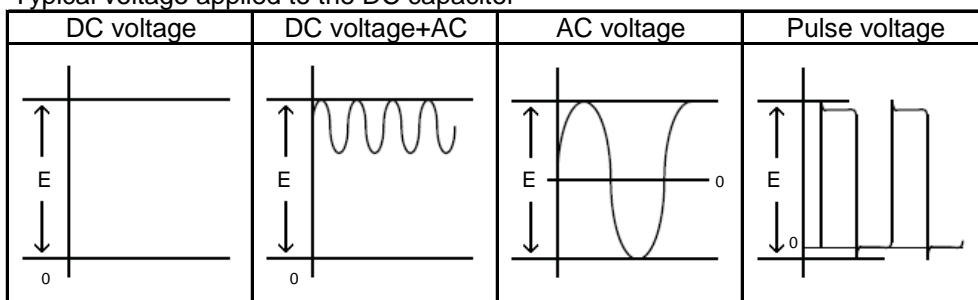 Typical voltage applied to the DC capacitor
DC voltage DC voltage+AC AC voltage Pulse voltage
E E E E
0 0 0 0